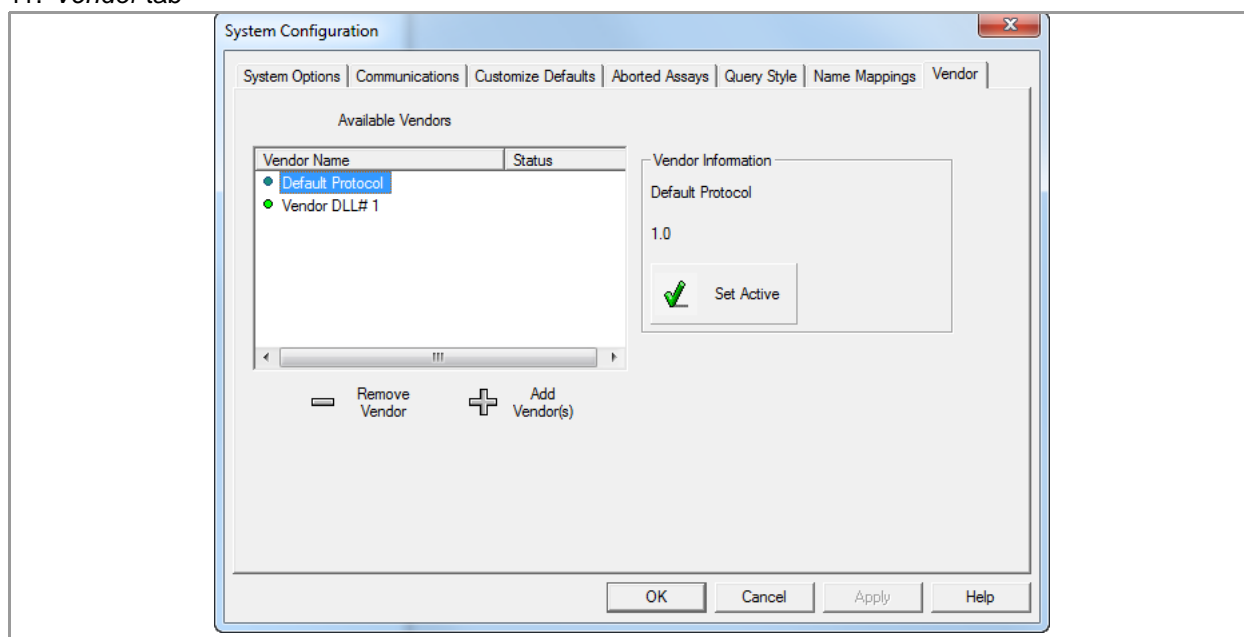 Vendor tab
System Configuration
X
System Options Communications Customize Defaults Aborted Assays Query Style Name Mappings Vendor
Available Vendors
Vendor Name Status
Default Protocol
Vendor DLL# 1
Vendor Information
Default Protocol
1.0
Set Active
Remove
Vendor
Add
Vendor(s)
OK Cancel Apply Help